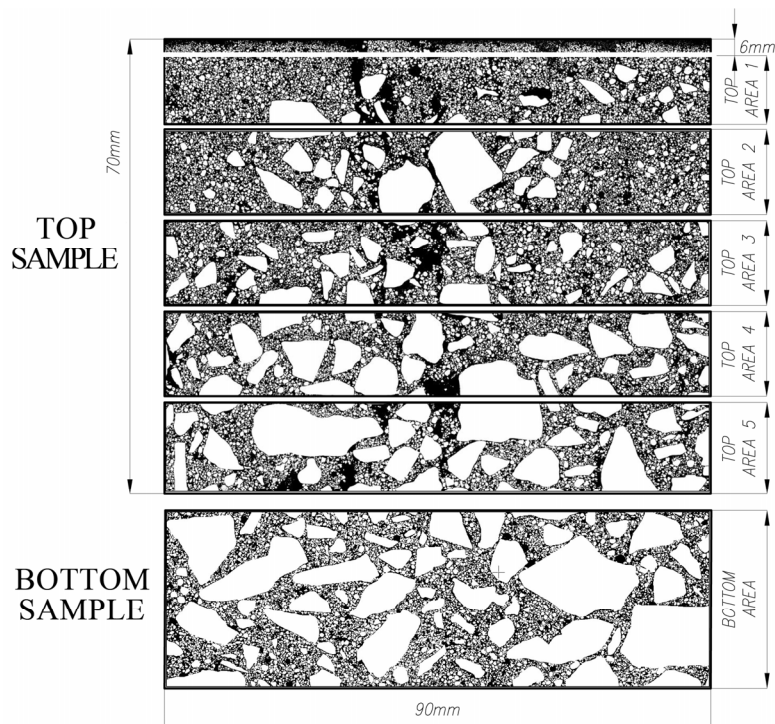 6mm
70mm
TOP
AREA 1
TOP
AREA 2
TOP
SAMPLE
TOP
AREA 3
TOP
AREA 4
TOP
AREA 5
BOTTOM
SAMPLE
BOTTOM
AREA
90mm